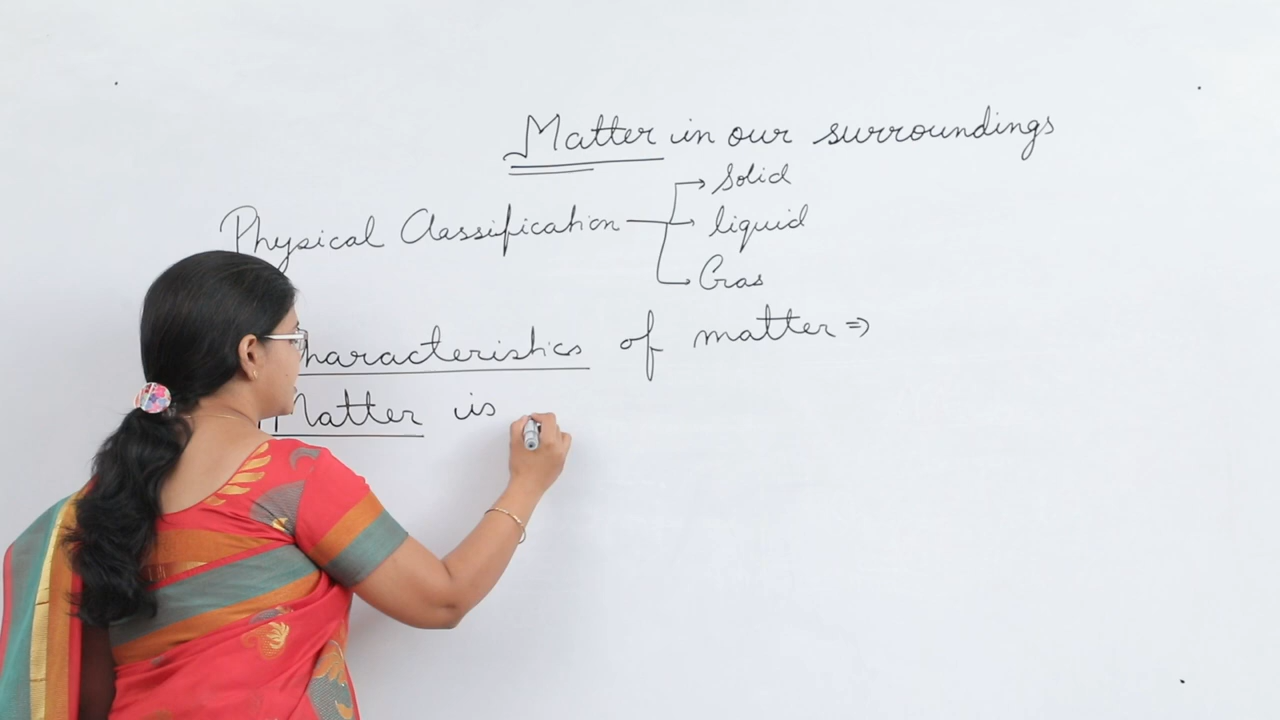 Matter in our surroundings
Solid
Physical Classification → liquid
Gas
Characteristics of matter ⇒
Matter is